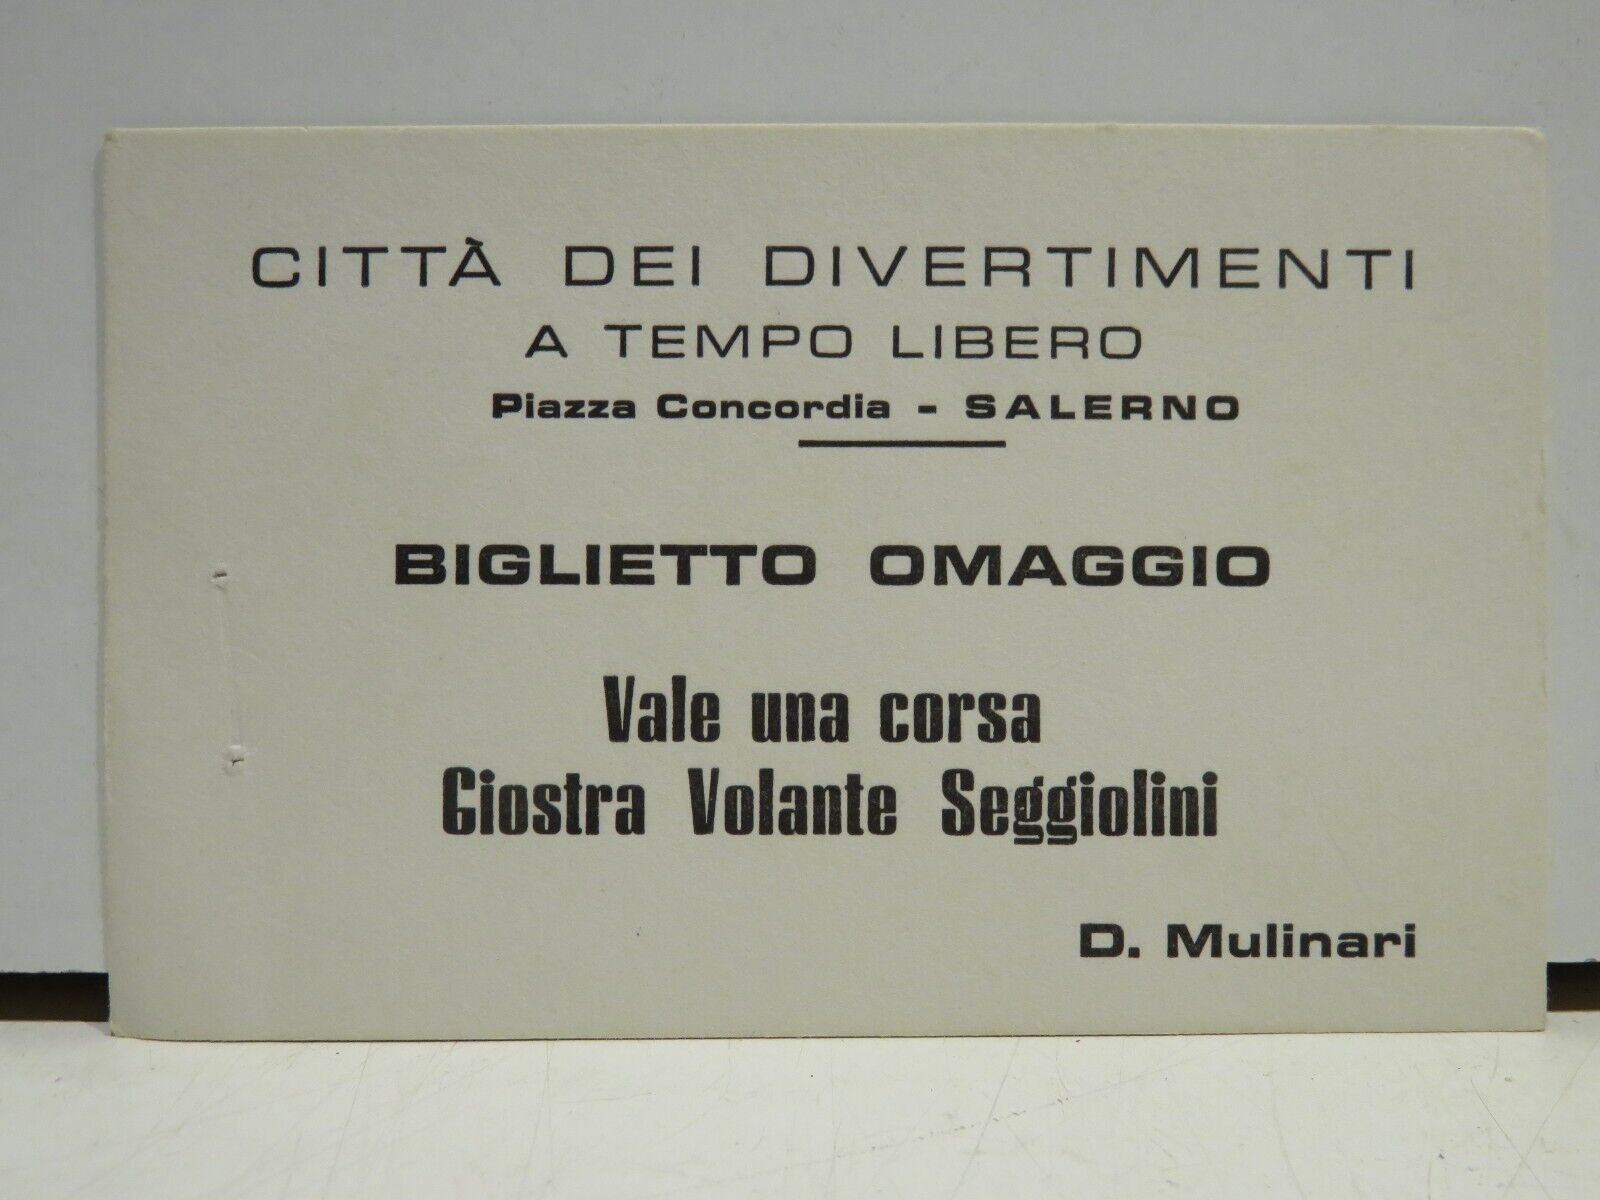 CITTÀ DEI DIVERTIMENTI
A TEMPO LIBERO
Piazza Concordia - SALERNO
BIGLIETTO OMAGGIO
Vale una corsa
Giostra Volante Seggiolini
D. Mulinari